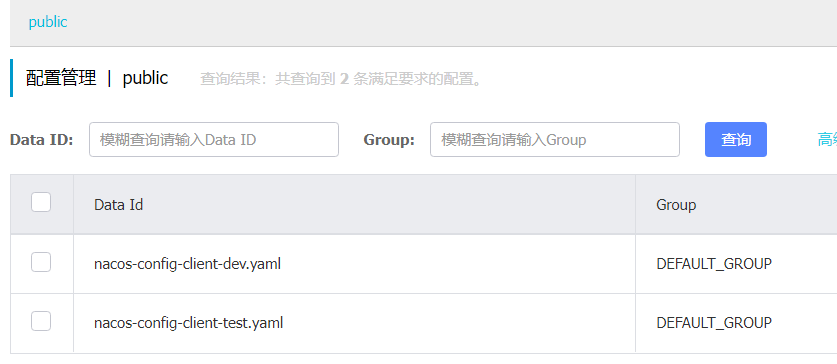 public
配置管理 | public 查询结果：共查询到 2 条满足要求的配置。
Data ID: 模糊查询请输入Data ID Group: 模糊查询请输入Group 查询 高
Data Id Group
nacos-config-client-dev.yaml DEFAULT_GROUP
nacos-config-client-test.yaml DEFAULT_GROUP